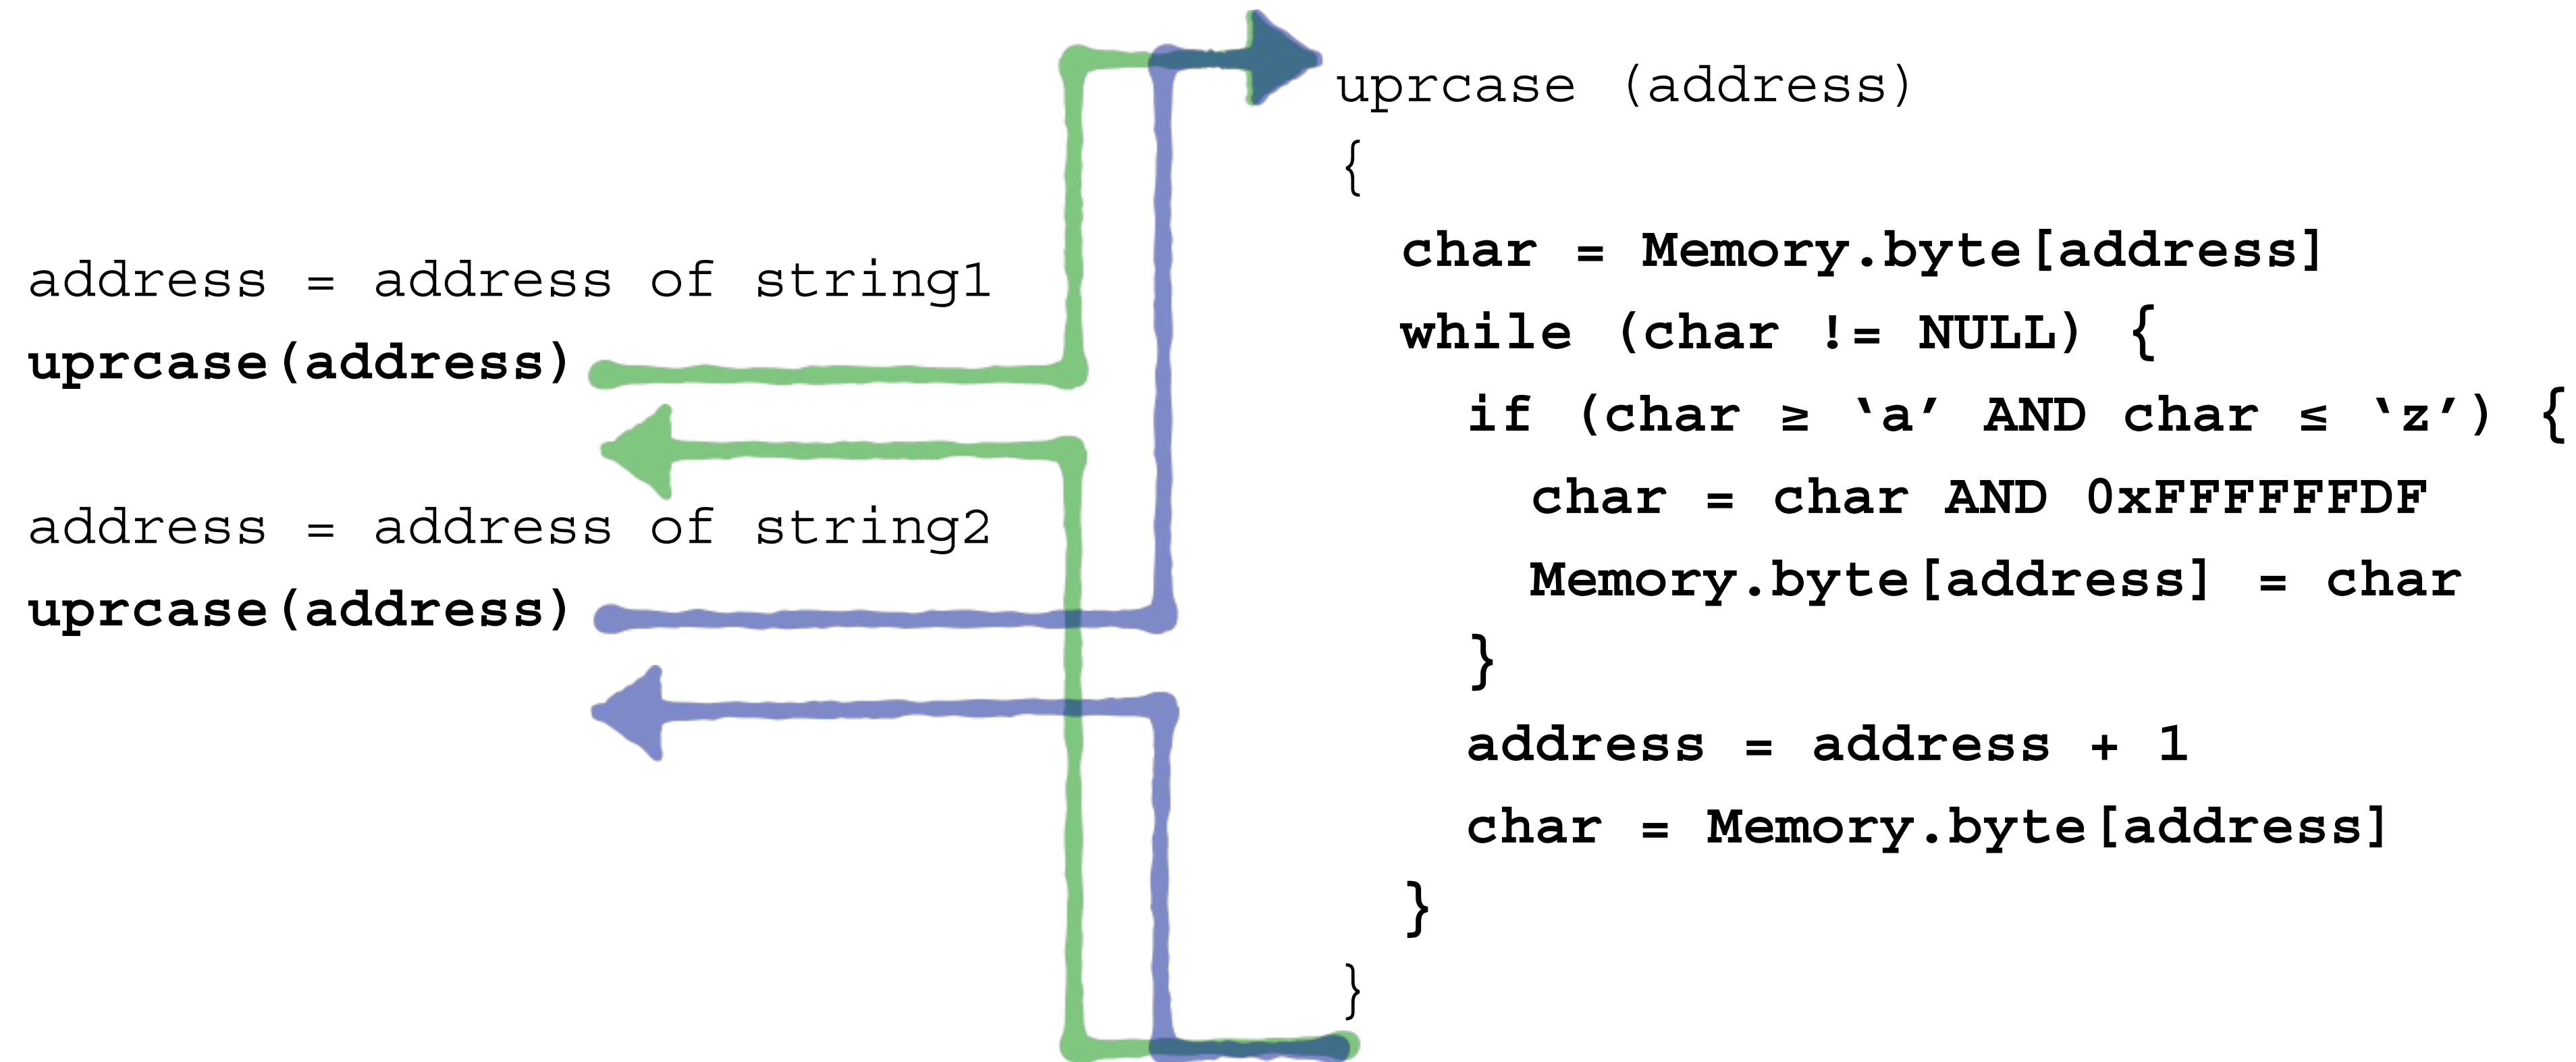 address = address of string1
uprcase(address)
address = address of string2
uprcase(address)
uprcase (address)
{
char = Memory.byte[address]
while (char != NULL) {
if (char ≥ ‘a’ AND char ≤ ‘z’) {
char = char AND 0xFFFFFFDF
Memory.byte[address] = char
}
address = address + 1
char = Memory.byte[address]
}
}